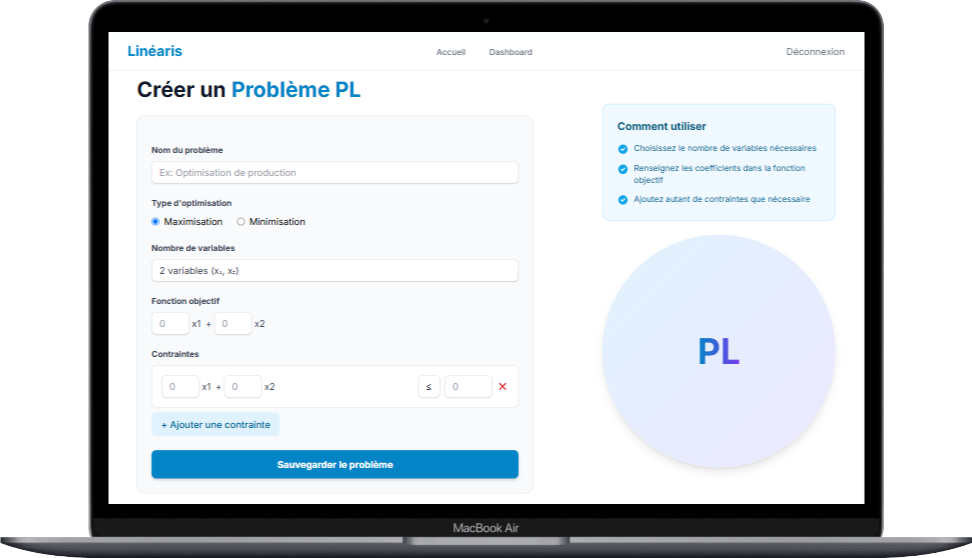 Linéaris
Accueil Dashboard
Déconnexion
Créer un Problème PL
Nom du problème
Ex: Optimisation de production
Type d'optimisation
Maximisation Minimisation
Nombre de variables
2 variables (x₁, x₂)
Fonction objectif
0 x1 + 0 x2
Contraintes
0 x1 + 0 x2 ≤ 0 ✕
+ Ajouter une contrainte
Sauvegarder le problème
Comment utiliser
Choisissez le nombre de variables nécessaires
Renseignez les coefficients dans la fonction
objectif
Ajoutez autant de contraintes que nécessaire
PL
MacBook Air